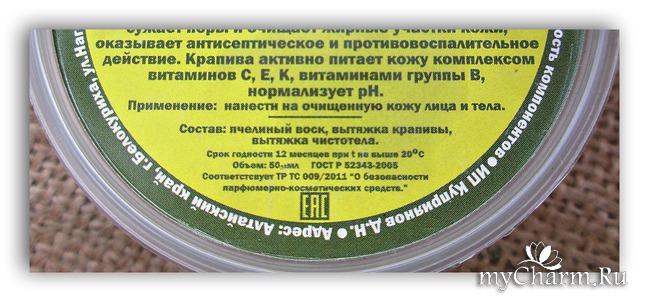 сужает поры и очищает жирные участки кожи,
оказывает антисептическое и противовоспалительное
действие. Крапива активно питает кожу комплексом
витаминов С, Е, К, витаминами группы В,
нормализует pH.
Применение: нанести на очищенную кожу лица и тела.
Состав: пчелиный воск, вытяжка крапивы,
вытяжка чистотела.
Срок годности 12 месяцев при t не выше 20°С
Объем: 50 мл ГОСТ Р 52343-2005
Соответствует ТР ТС 009/2011 "О безопасности
парфюмерно-косметических средств."
ЕАС
ность компонентов ● ИП Куприянов Д.Н. ● Адрес: Алтайский край, г. Белокуриха, ул.
myCharm.Ru